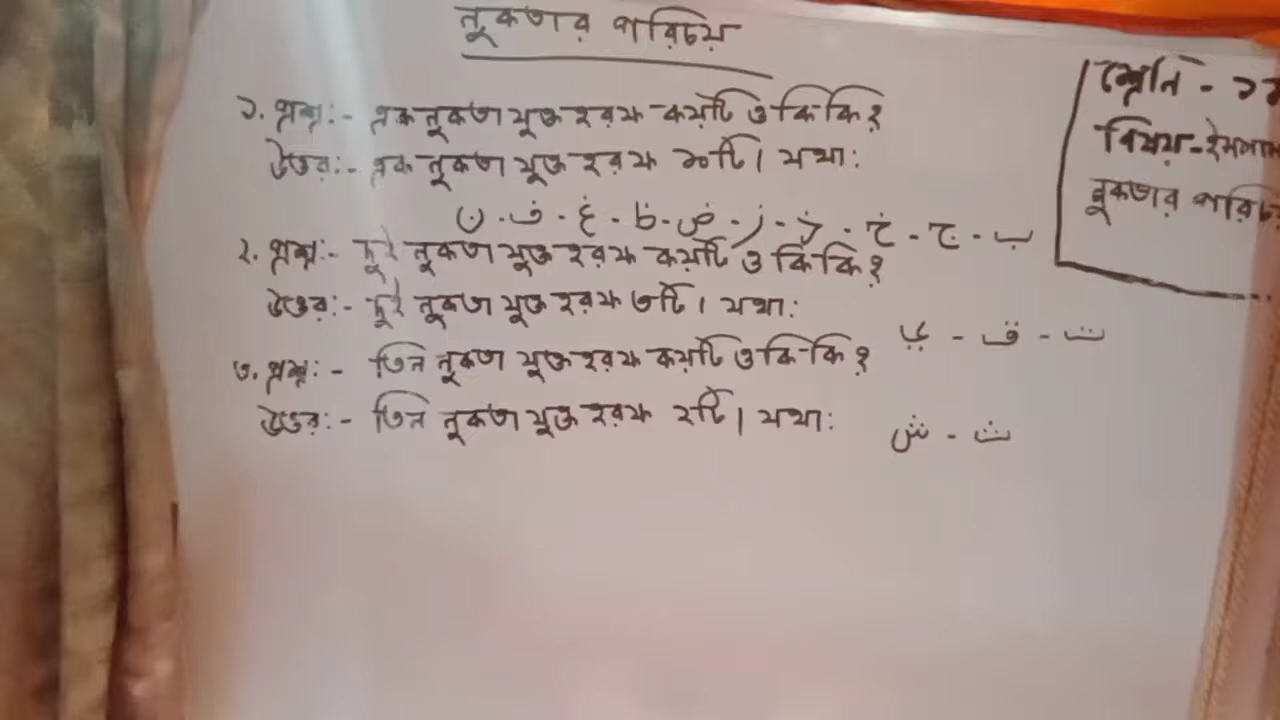 নুকতার পরিচয়
১. প্রশ্ন:- এক নুকতা যুক্ত হরফ কয়টি ও কি কি?
উত্তর:- এক নুকতা যুক্ত হরফ ১০টি। যথা:
ب - ج - خ - ذ - ز - ض - ظ - غ - ف - ن
২. প্রশ্ন:- দুই নুকতা যুক্ত হরফ কয়টি ও কি কি?
উত্তর:- দুই নুকতা যুক্ত হরফ ৩টি। যথা:
ت - ق - ي
৩. প্রশ্ন:- তিন নুকতা যুক্ত হরফ কয়টি ও কি-কি?
উত্তর:- তিন নুকতা যুক্ত হরফ ২টি। যথা:
ث - ش
শ্রেনি -
বিষয়-ইসলাম
নুকতার পরিচ